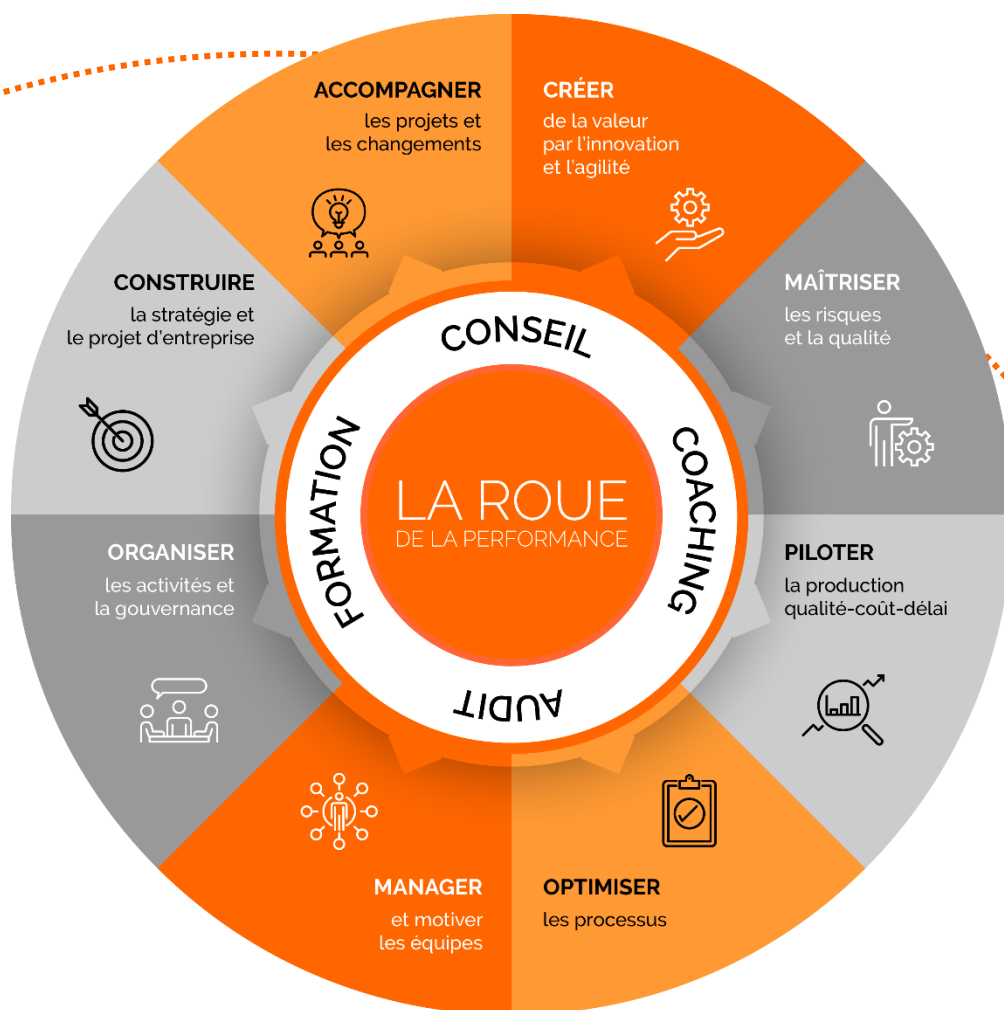 ACCOMPAGNER
les projets et
les changements
CRÉER
de la valeur
par l'innovation
et l'agilité
MAÎTRISER
les risques
et la qualité
PILOTER
la production
qualité-coût-délai
OPTIMISER
les processus
MANAGER
et motiver
les équipes
ORGANISER
les activités et
la gouvernance
CONSTRUIRE
la stratégie et
le projet d'entreprise
CONSEIL
COACHING
AUDIT
FORMATION
LA ROUE
DE LA PERFORMANCE